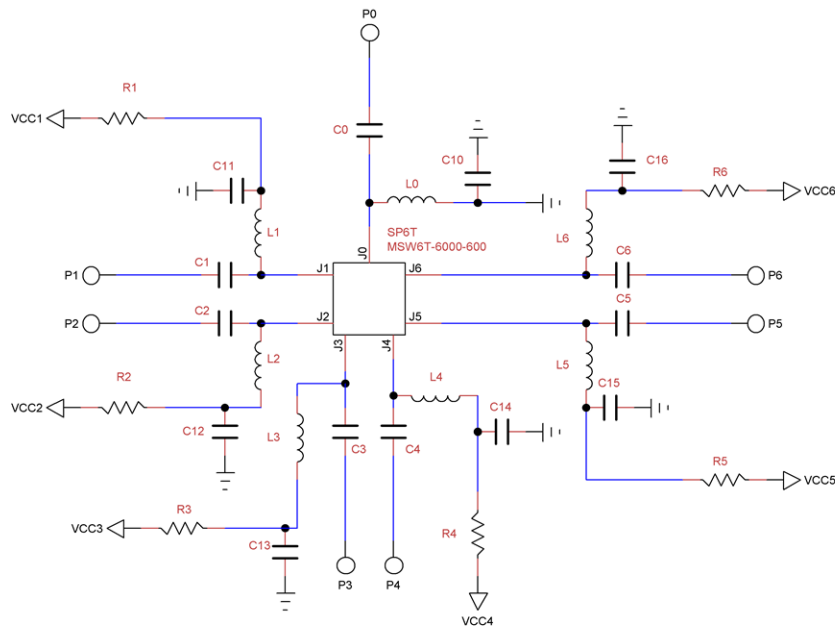 P0
R1
VCC1
C0
C11
C10
C16
R6
VCC6
L0
L1
SP6T
MSW6T-6000-600
L6
C1
J0
C6
P1
J1
J6
P6
C2
C5
P2
J2
J5
P5
J3
J4
L2
R2
L4
L5
VCC2
C15
C12
L3
C3
C4
C14
R5
VCC5
R3
VCC3
R4
C13
P3
P4
VCC4